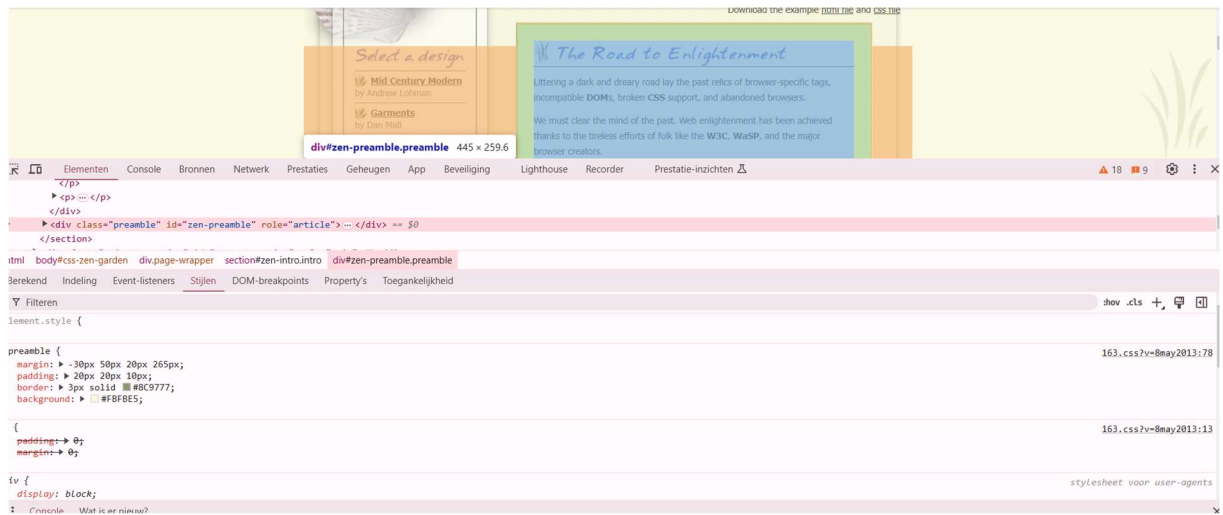 Download the example html file and css file
Select a design
Mid Century Modern
by Andrew Lohman
Garments
by Dan Mall
The Road to Enlightenment
Littering a dark and dreary road lay the past relics of browser-specific tags,
incompatible DOMs, broken CSS support, and abandoned browsers.
We must clear the mind of the past. Web enlightenment has been achieved
thanks to the tireless efforts of folk like the W3C, WaSP, and the major
browser creators.
div#zen-preamble.preamble 445 × 259.6
Elementen Console Bronnen Netwerk Prestaties Geheugen App Beveiliging Lighthouse Recorder Prestatie-inzichten 18 9
</p>
<p> … </p>
</div>
<div class="preamble" id="zen-preamble" role="article"> … </div> == $0
</section>
html body#css-zen-garden div.page-wrapper section#zen-intro.intro div#zen-preamble.preamble
Berekend Indeling Event-listeners Stijlen DOM-breakpoints Property's Toegankelijkheid
Filteren :hov .cls
lement.style {
preamble { 163.css?v=8may2013:78
margin: -30px 50px 20px 265px;
padding: 20px 20px 10px;
border: 3px solid #8C9777;
background: #FBFBE5;
{ 163.css?v=8may2013:13
padding: 0;
margin: 0;
iv { stylesheet voor user-agents
display: block;
Console Wat is er nieuw?